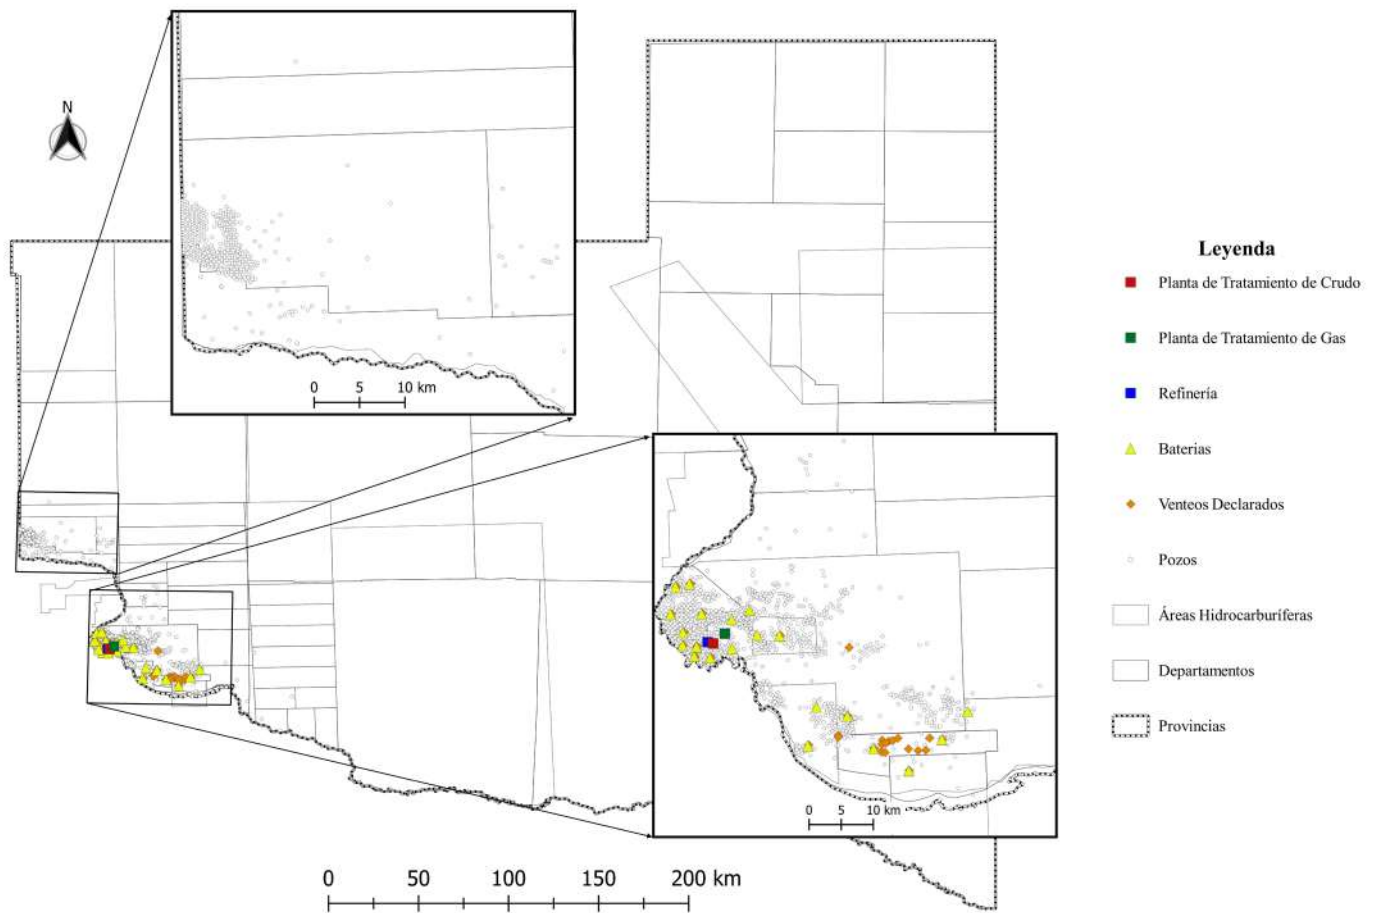 N
0 5 10 km
Leyenda
Planta de Tratamiento de Crudo
Planta de Tratamiento de Gas
Refinería
Baterias
Venteos Declarados
Pozos
Áreas Hidrocarburíferas
Departamentos
Provincias
0 5 10 km
0 50 100 150 200 km